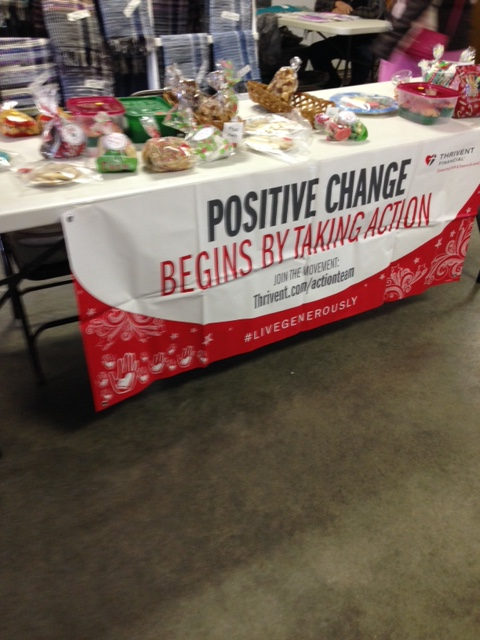 THRIVENT
FINANCIAL
POSITIVE CHANGE
BEGINS BY TAKING ACTION
JOIN THE MOVEMENT:
Thrivent.com/actionteam
#LIVEGENEROUSLY